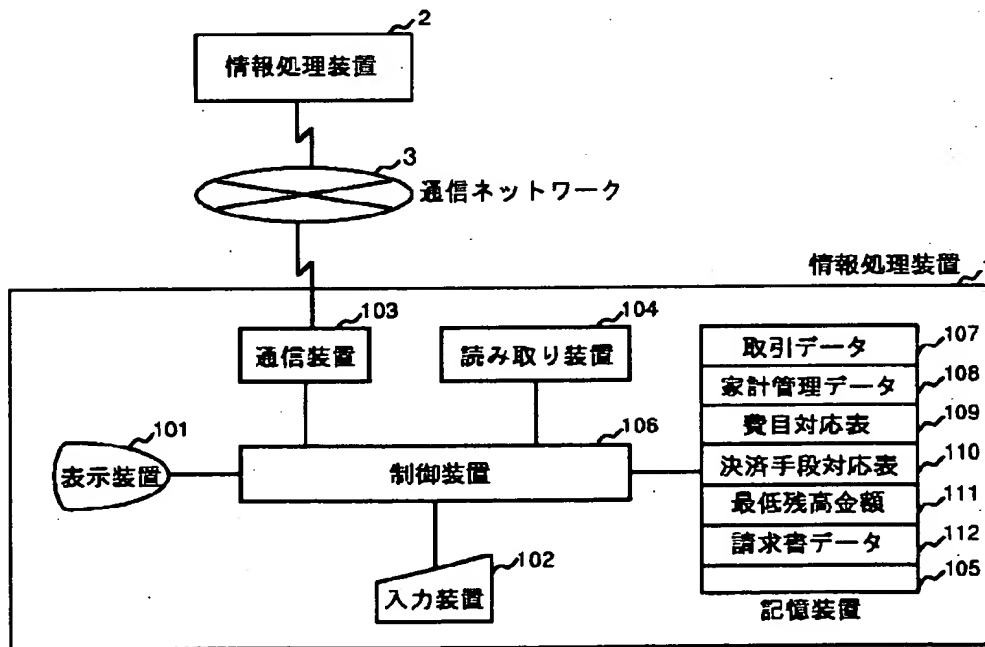 2
情報処理装置
3
通信ネットワーク
情報処理装置
103
通信装置
104
読み取り装置
101
表示装置
106
制御装置
102
入力装置
取引データ
107
家計管理データ
108
費目対応表
109
決済手段対応表
110
最低残高金額
111
請求書データ
112
105
記憶装置